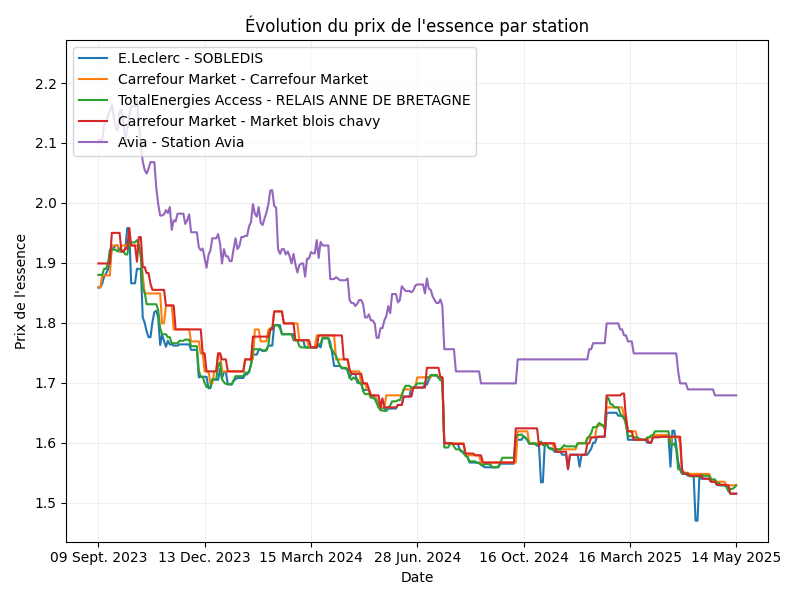 Évolution du prix de l'essence par station
E.Leclerc - SOBLEDIS
Carrefour Market - Carrefour Market
TotalEnergies Access - RELAIS ANNE DE BRETAGNE
Carrefour Market - Market blois chavy
Avia - Station Avia
Prix de l'essence
2.2
2.1
2.0
1.9
1.8
1.7
1.6
1.5
09 Sept. 2023 13 Dec. 2023 15 March 2024 28 Jun. 2024 16 Oct. 2024 16 March 2025 14 May 2025
Date